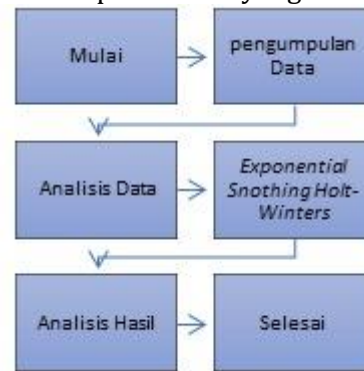 Mulai
pengumpulan
Data
Analisis Data
Exponential
Snothing Holt-
Winters
Analisis Hasil
Selesai